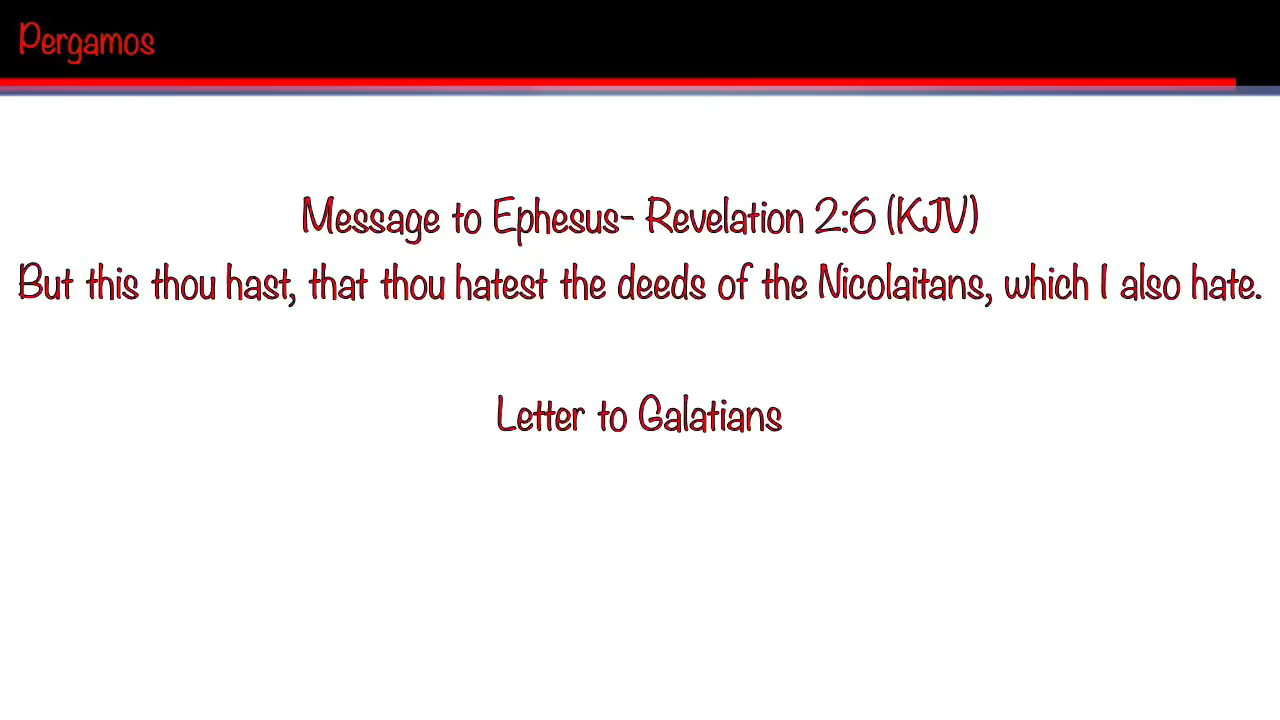 Pergamos
Message to Ephesus- Revelation 2:6 (KJV)
But this thou hast, that thou hatest the deeds of the Nicolaitans, which I also hate.
Letter to Galatians